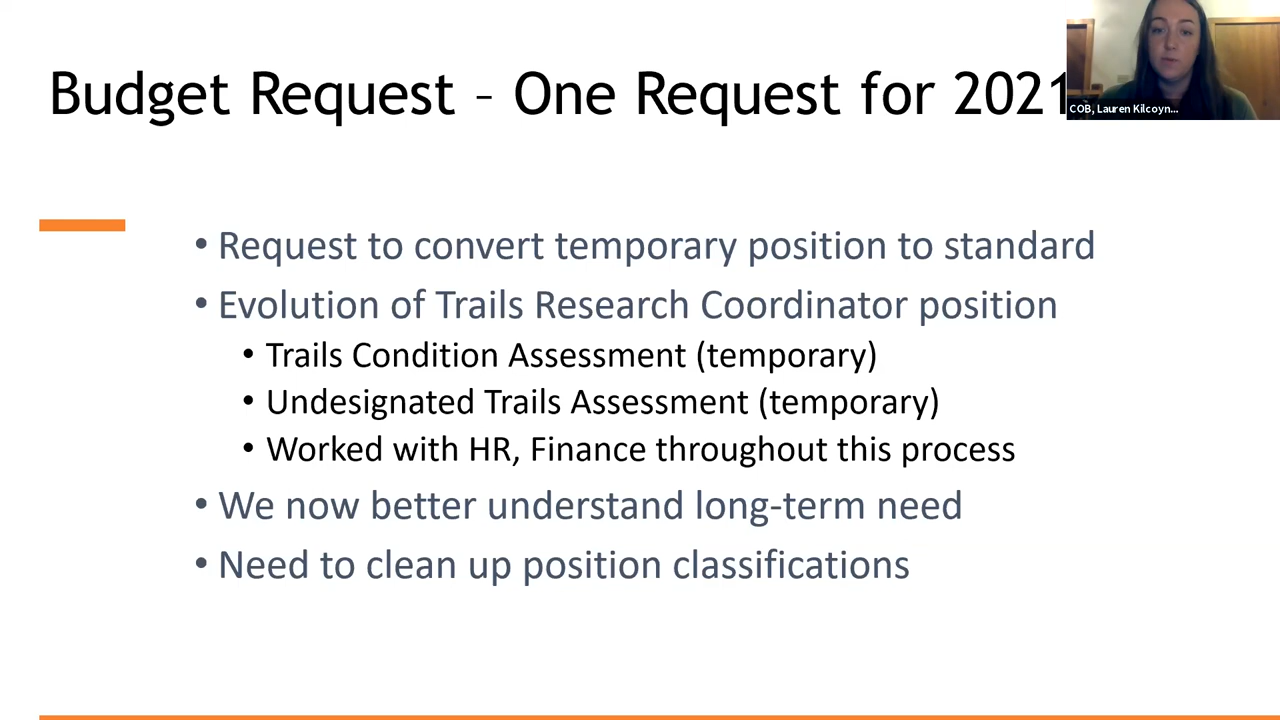 Budget Request – One Request for 2021
COB, Lauren Kilcoyn...
• Request to convert temporary position to standard
• Evolution of Trails Research Coordinator position
• Trails Condition Assessment (temporary)
• Undesignated Trails Assessment (temporary)
• Worked with HR, Finance throughout this process
• We now better understand long-term need
• Need to clean up position classifications